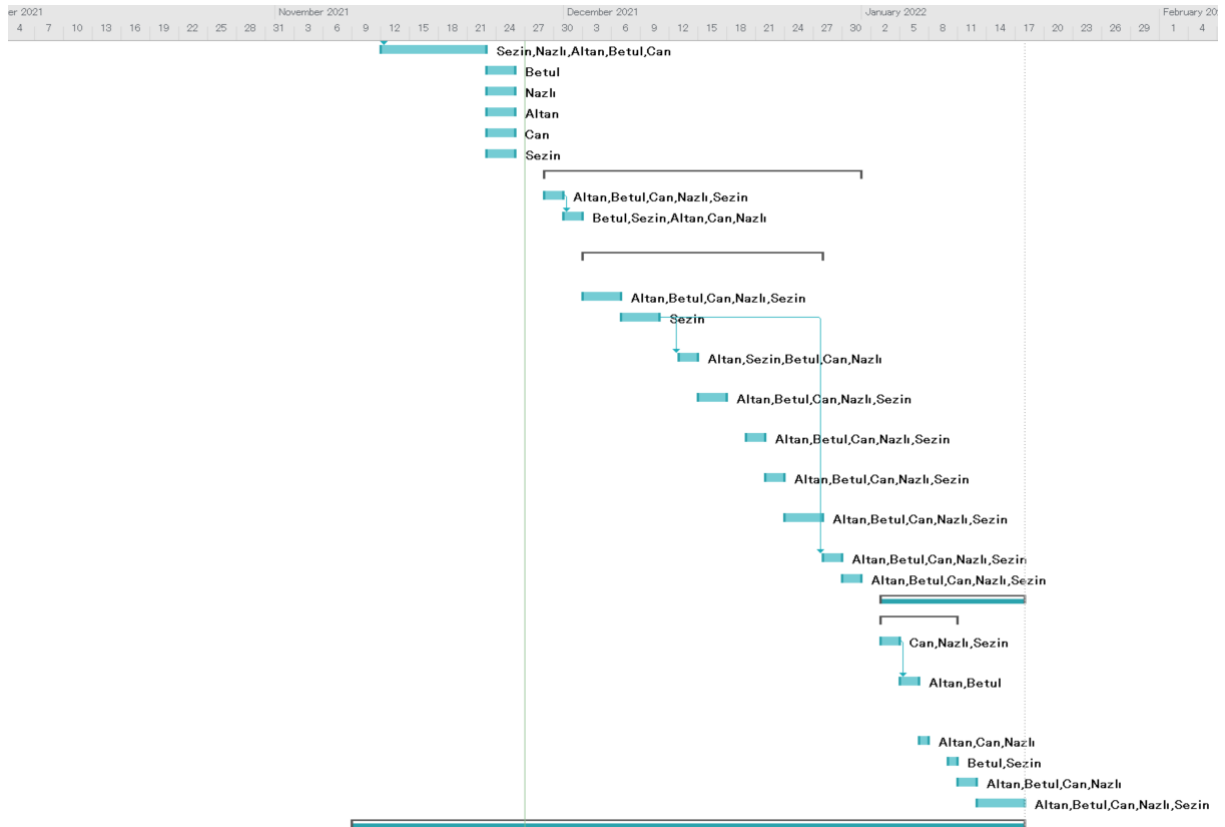 er 2021 November 2021 December 2021 January 2022 February 20
4 7 10 13 16 19 22 25 28 31 3 6 9 12 15 18 21 24 27 30 3 6 9 12 15 18 21 24 27 30 2 5 8 11 14 17 20 23 26 29 1 4
Sezin,Nazlı,Altan,Betul,Can
Betul
Nazlı
Altan
Can
Sezin
Altan,Betul,Can,Nazlı,Sezin
Betul,Sezin,Altan,Can,Nazlı
Altan,Betul,Can,Nazlı,Sezin
Sezin
Altan,Sezin,Betul,Can,Nazlı
Altan,Betul,Can,Nazlı,Sezin
Altan,Betul,Can,Nazlı,Sezin
Altan,Betul,Can,Nazlı,Sezin
Altan,Betul,Can,Nazlı,Sezin
Altan,Betul,Can,Nazlı,Sezin
Altan,Betul,Can,Nazlı,Sezin
Can,Nazlı,Sezin
Altan,Betul
Altan,Can,Nazlı
Betul,Sezin
Altan,Betul,Can,Nazlı
Altan,Betul,Can,Nazlı,Sezin